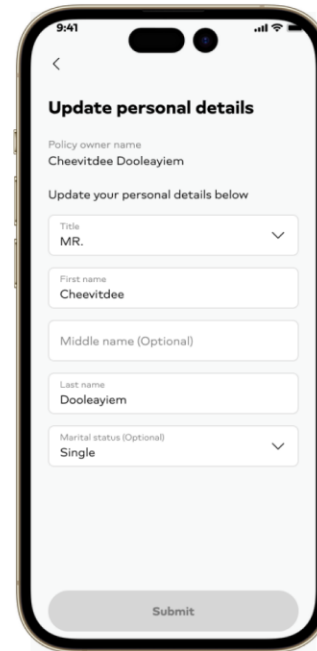 9:41
Update personal details
Policy owner name
Cheevitdee Dooleayiem
Update your personal details below
Title
MR.
First name
Cheevitdee
Middle name (Optional)
Last name
Dooleayiem
Marital status (Optional)
Single
Submit